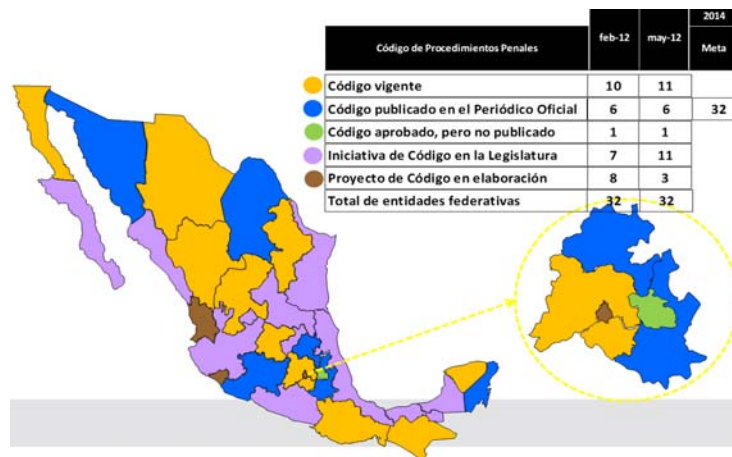 2014
Código de Procedimientos Penales feb-12 may-12 Meta
Código vigente 10 11
Código publicado en el Periódico Oficial 6 6 32
Código aprobado, pero no publicado 1 1
Iniciativa de Código en la Legislatura 7 11
Proyecto de Código en elaboración 8 3
Total de entidades federativas 32 32